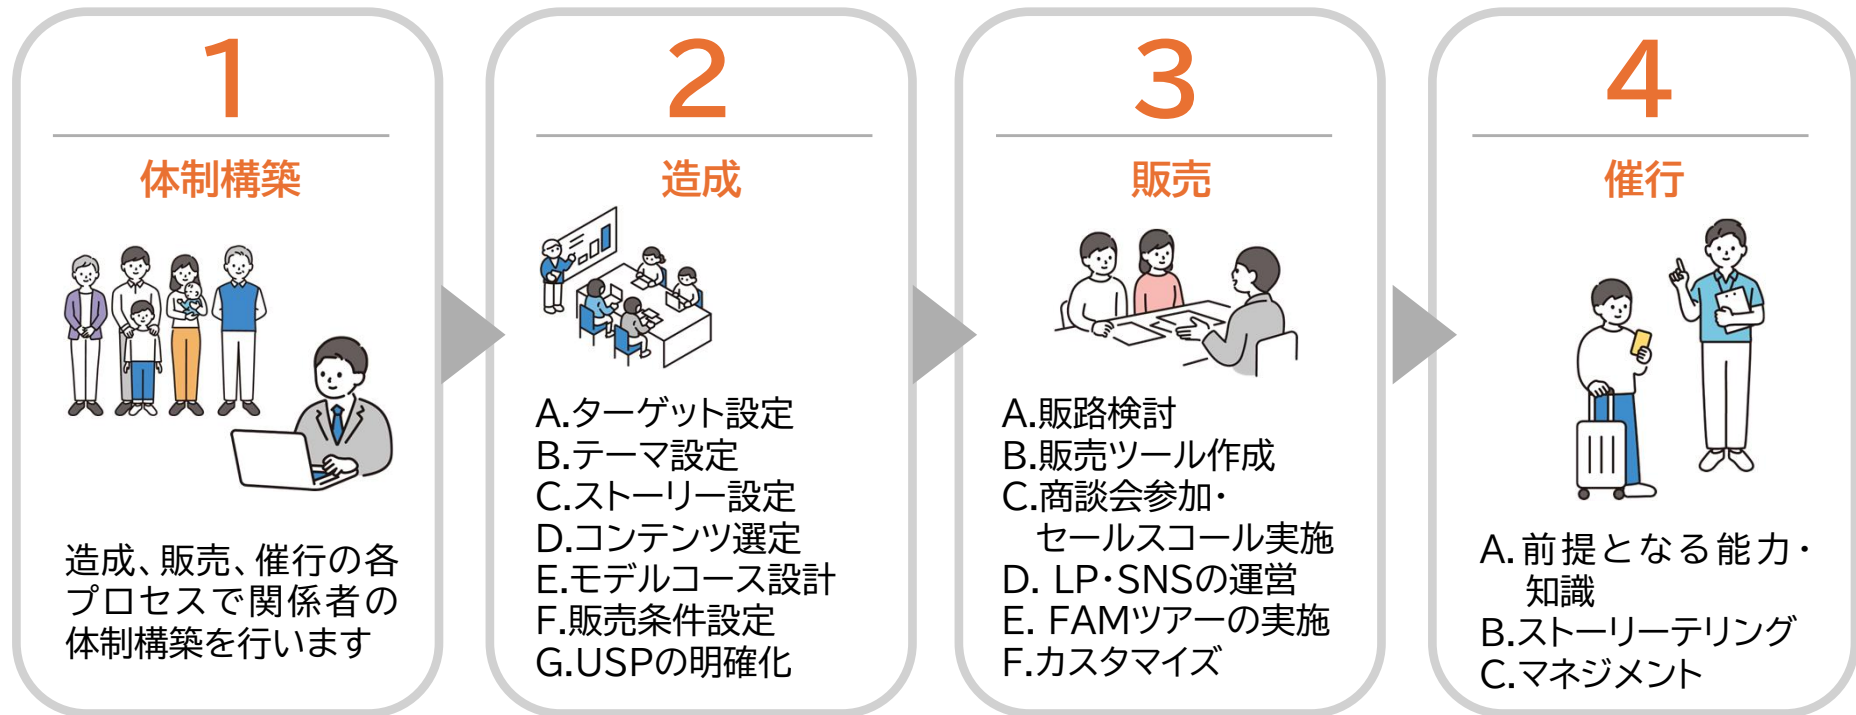 1
体制構築
造成、販売、催行の各
プロセスで関係者の
体制構築を行います
2
造成
A.ターゲット設定
B.テーマ設定
C.ストーリー設定
D.コンテンツ選定
E.モデルコース設計
F.販売条件設定
G.USPの明確化
3
販売
A.販路検討
B.販売ツール作成
C.商談会参加・
セールスコール実施
D. LP・SNSの運営
E. FAMツアーの実施
F.カスタマイズ
4
催行
A.前提となる能力・
知識
B.ストーリーテリング
C.マネジメント